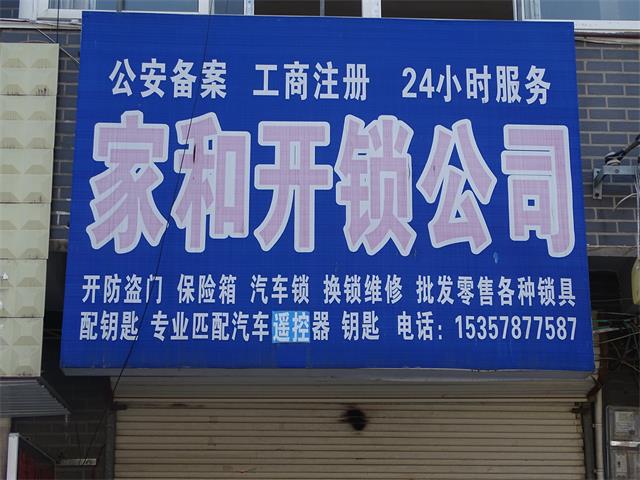 公安备案 工商注册 24小时服务
家和开锁公司
开防盗门 保险箱 汽车锁 换锁维修 批发零售各种锁具
配钥匙 专业匹配汽车遥控器 钥匙 电话：15357877587